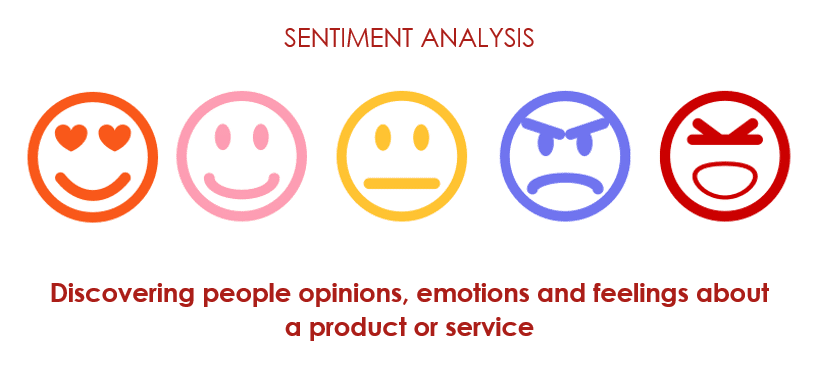 SENTIMENT ANALYSIS
Discovering people opinions, emotions and feelings about
a product or service